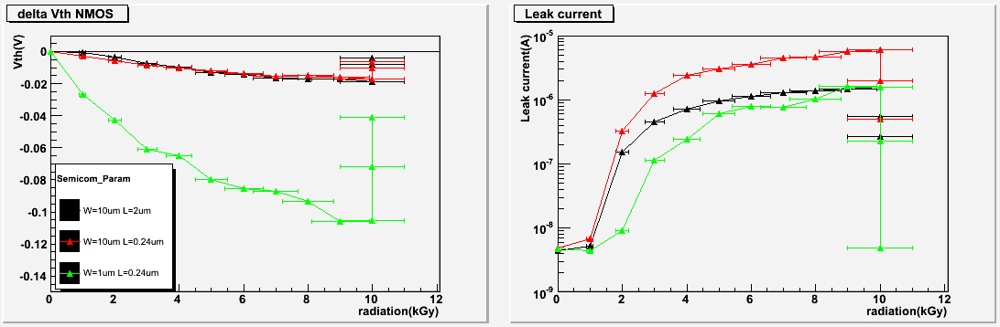 delta Vth NMOS
Vth(V)
0
-0.02
-0.04
-0.06
-0.08
-0.1
-0.12
-0.14
Semicom_Param
W=10um L=2um
W=10um L=0.24um
W=1um L=0.24um
0 2 4 6 8 10 12
radiation(kGy)
Leak current
Leak current(A)
10-5
10-6
10-7
10-8
10-9
0 2 4 6 8 10 12
radiation(kGy)